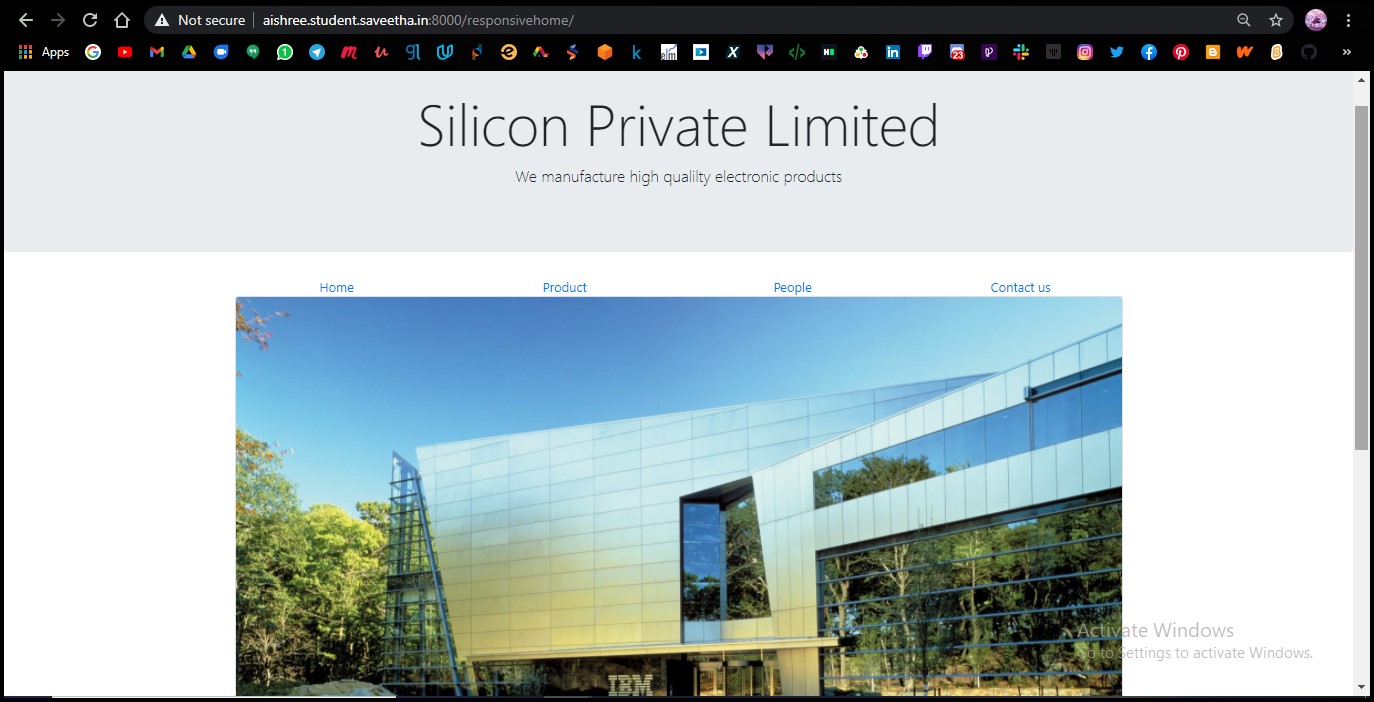 Not secure | aishree.student.saveetha.in:8000/responsivehome/
Apps
23
Silicon Private Limited
We manufacture high qualilty electronic products
Home Product People Contact us
IBM
Activate Windows
Go to Settings to activate Windows.